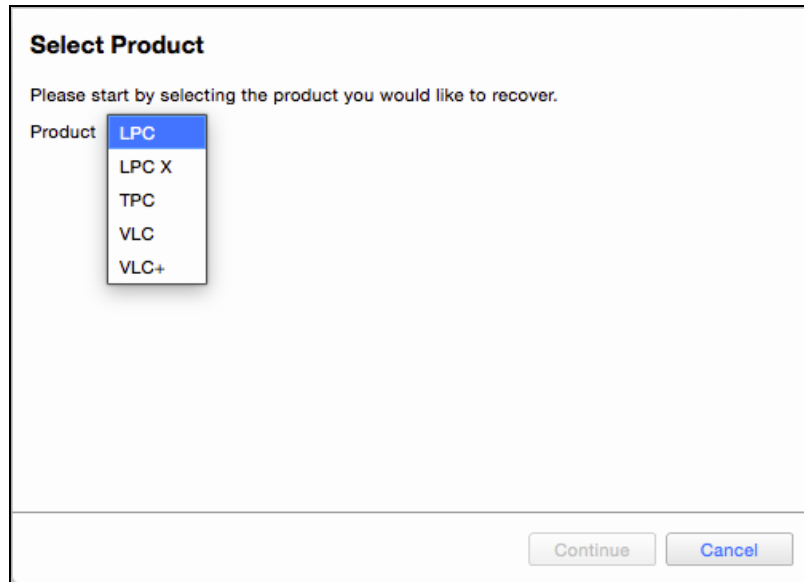 Select Product
Please start by selecting the product you would like to recover.
Product LPC
LPC X
TPC
VLC
VLC+
Continue Cancel